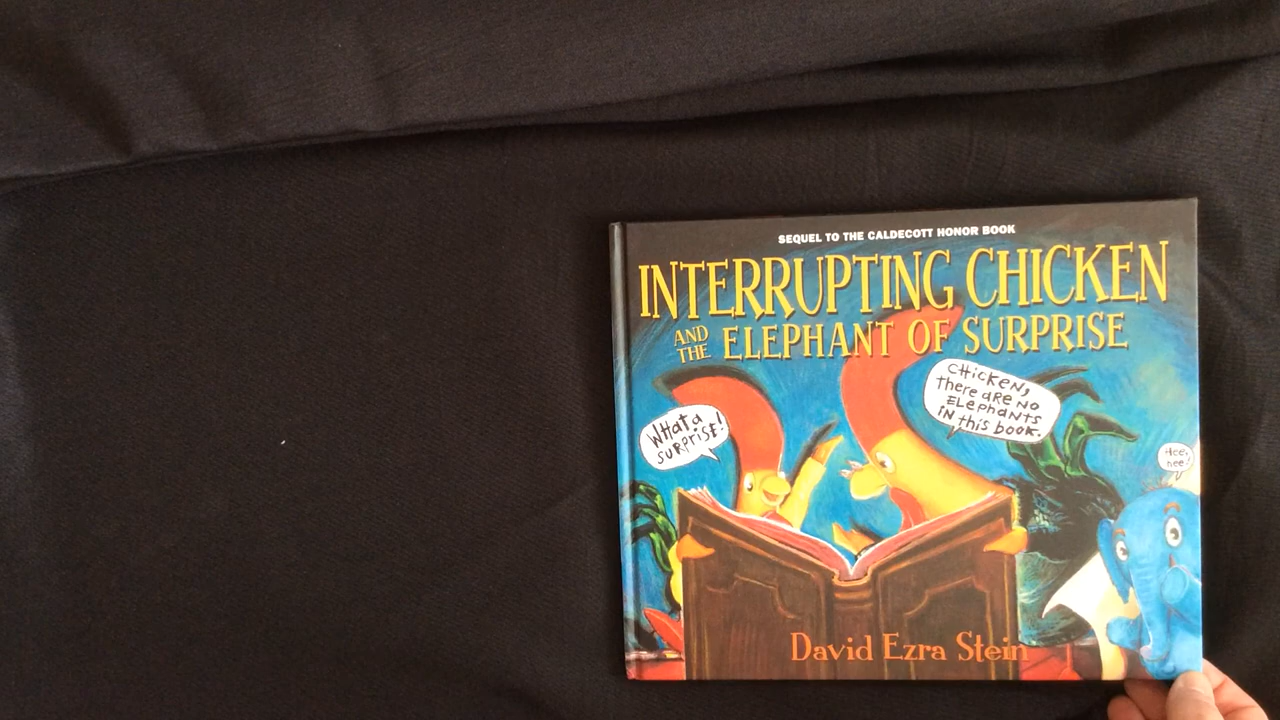 SEQUEL TO THE CALDECOTT HONOR BOOK
INTERRUPTING CHICKEN
AND THE ELEPHANT OF SURPRISE
What a
SURPRISE!
CHICKEN,
there are no
ELEPHANTS
IN this book.
Hee,
hee!
David Ezra Stein